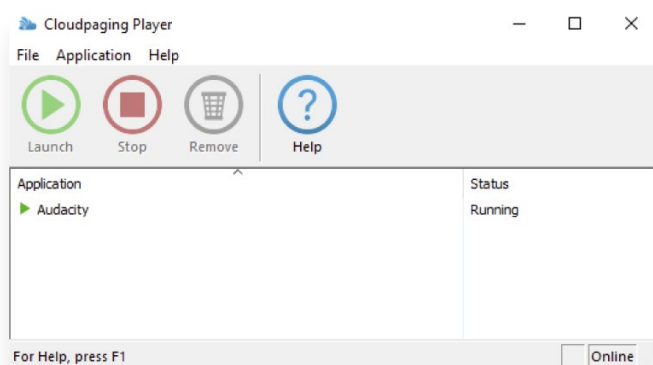 Cloudpaging Player
File Application Help
Launch Stop Remove Help
Application Status
Audacity Running
For Help, press F1 Online